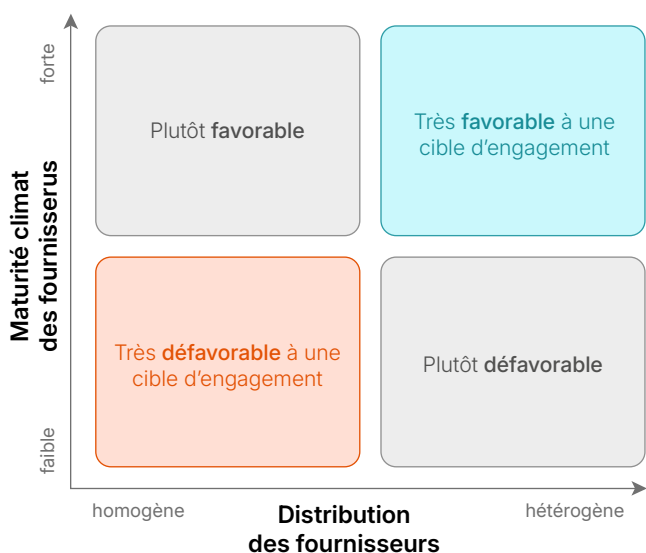 forte
Plutôt favorable
Très favorable à une
cible d'engagement
Maturité climat
des fournisserus
Très défavorable à une
cible d'engagement
Plutôt défavorable
faible
homogène
Distribution
des fournisseurs
hétérogène